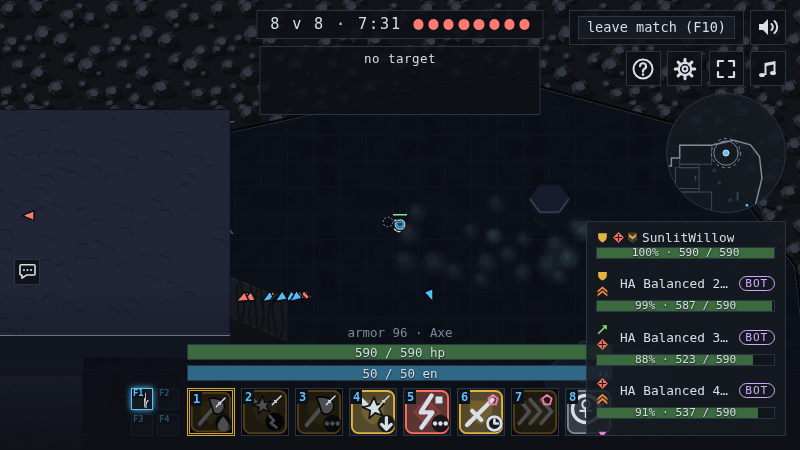 8 v 8 · 7:31
leave match (F10)
no target
SunlitWillow
100% · 590 / 590
HA Balanced 2… BOT
99% · 587 / 590
HA Balanced 3… BOT
88% · 523 / 590
HA Balanced 4… BOT
91% · 537 / 590
armor 96 · Axe
590 / 590 hp
50 / 50 en
F1 F2
F3 F4
1 2 3 4 5 6 7 8